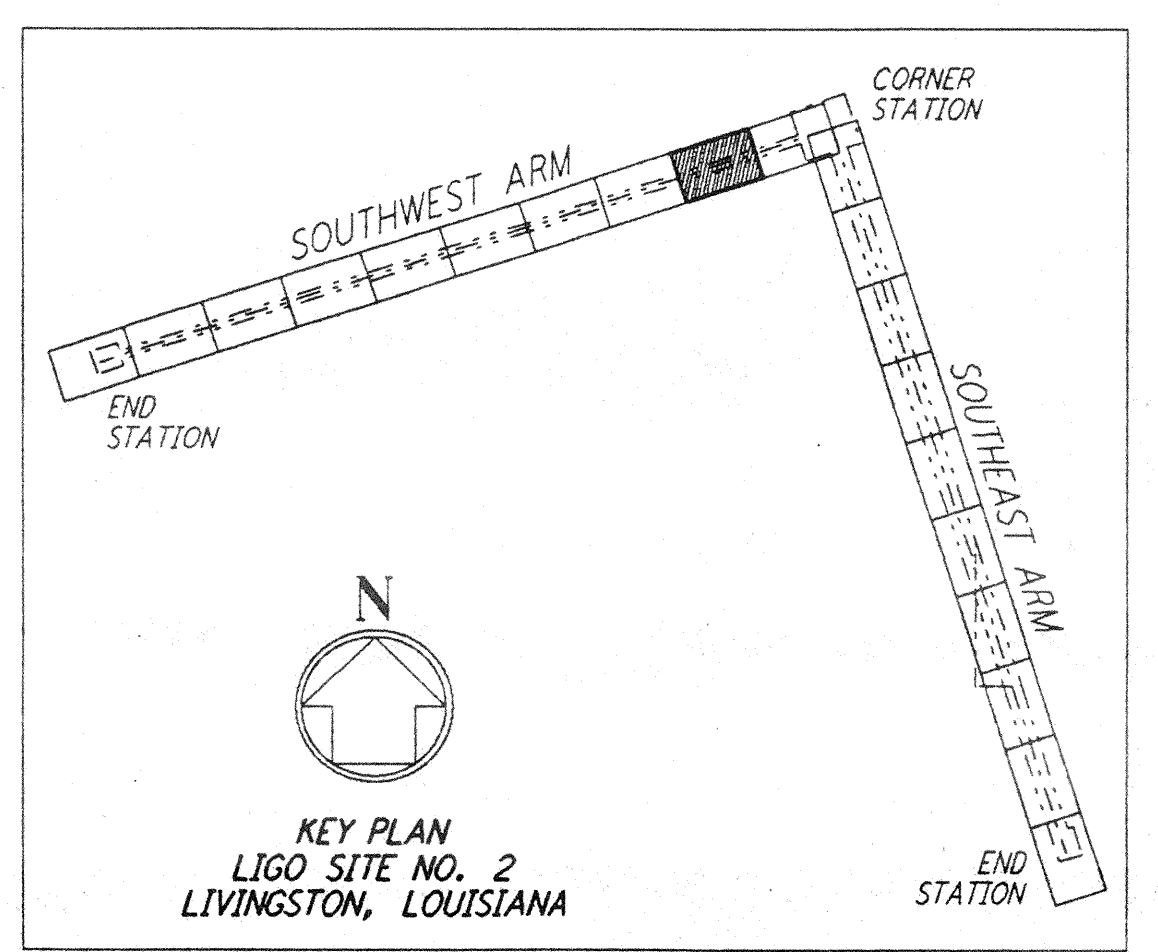 CORNER
STATION
SOUTHWEST ARM
END
STATION
SOUTHEAST ARM
N
KEY PLAN
LIGO SITE NO. 2
LIVINGSTON, LOUISIANA
END
STATION